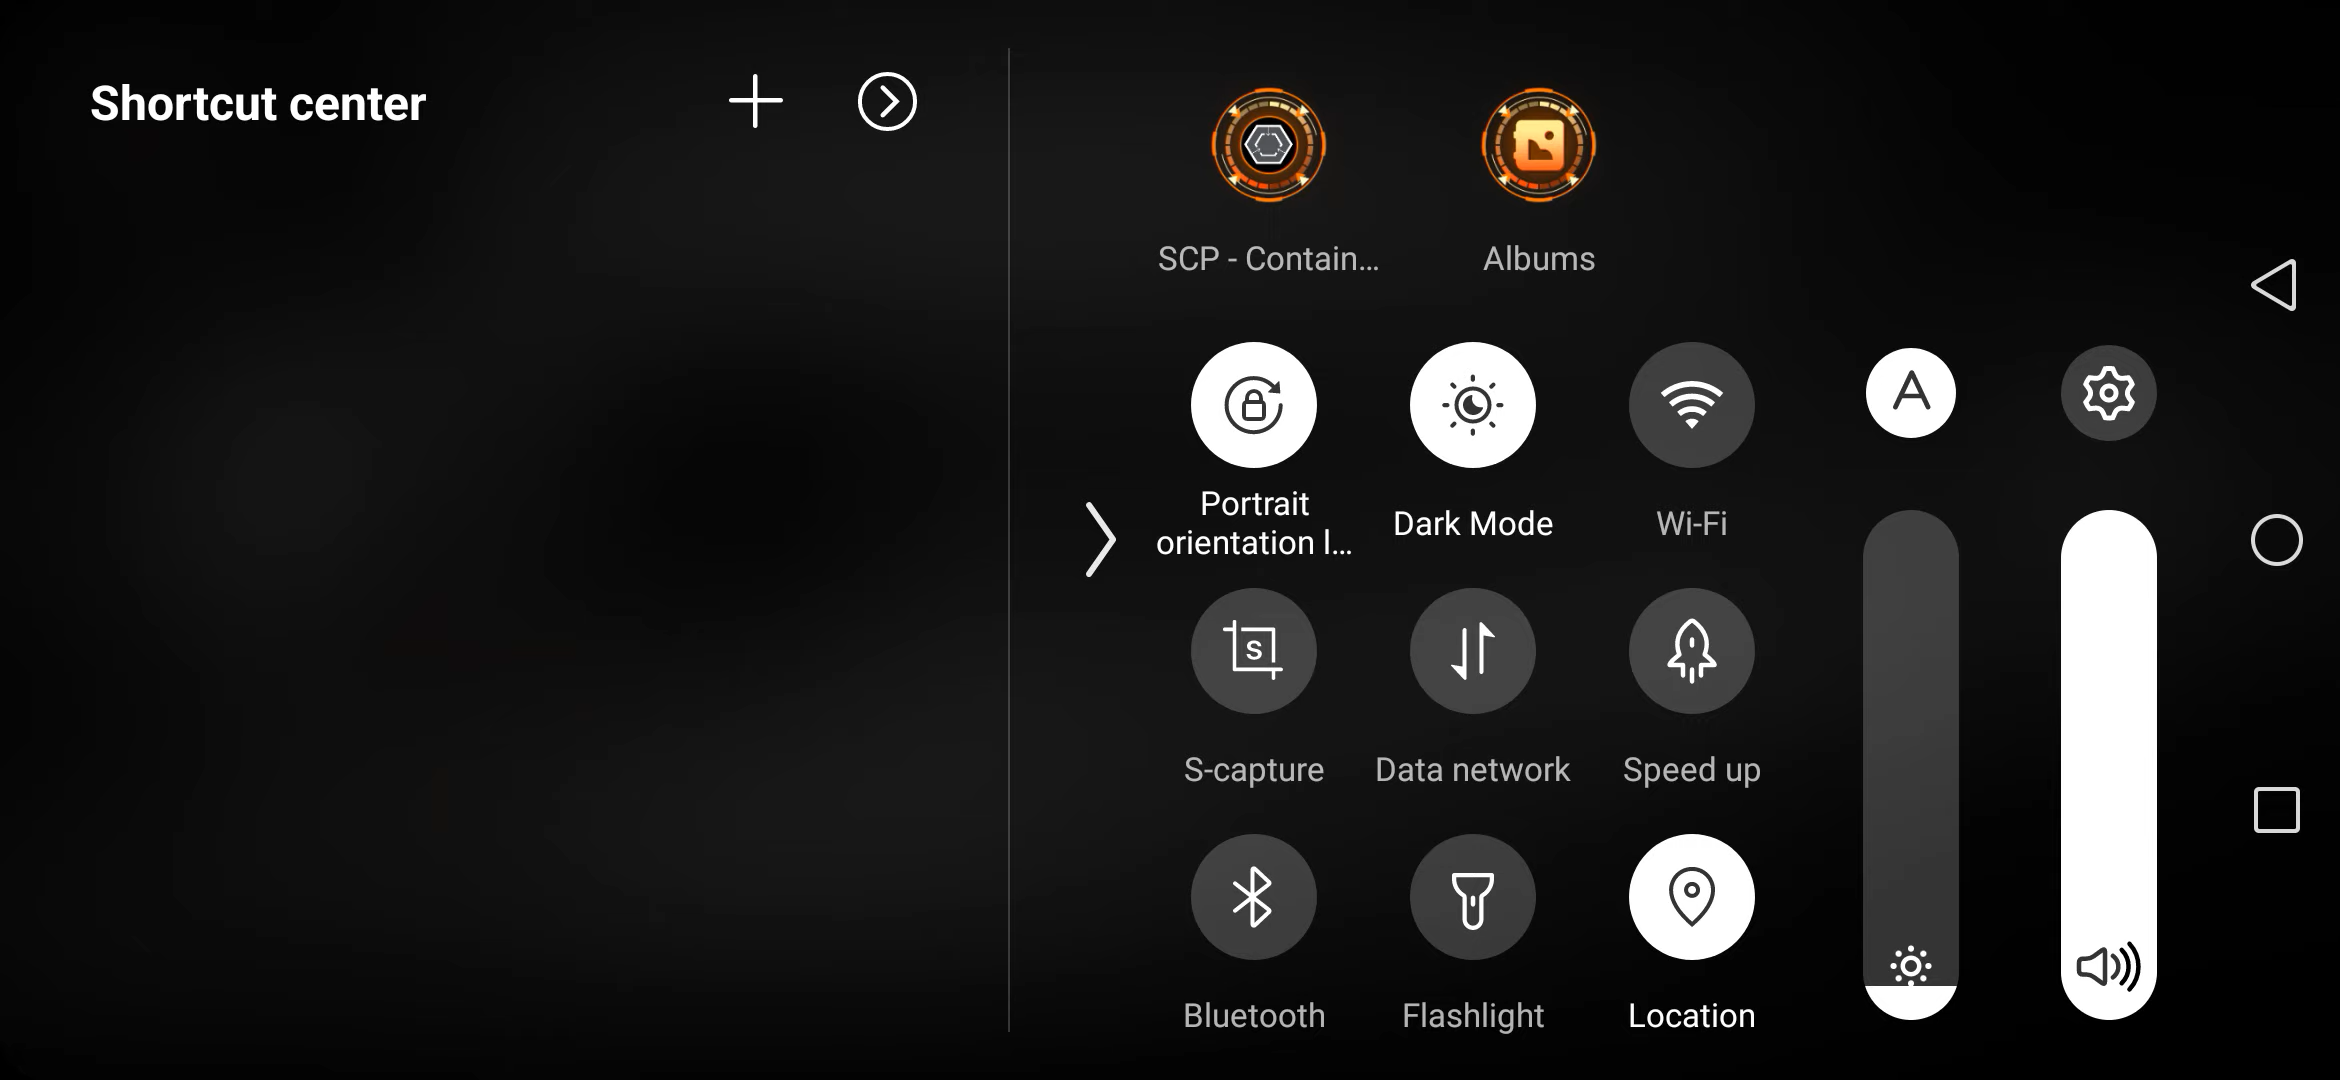 Shortcut center
SCP - Contain...
Albums
A
Portrait
orientation l...
Dark Mode
Wi-Fi
S
S-capture
Data network
Speed up
Bluetooth
Flashlight
Location